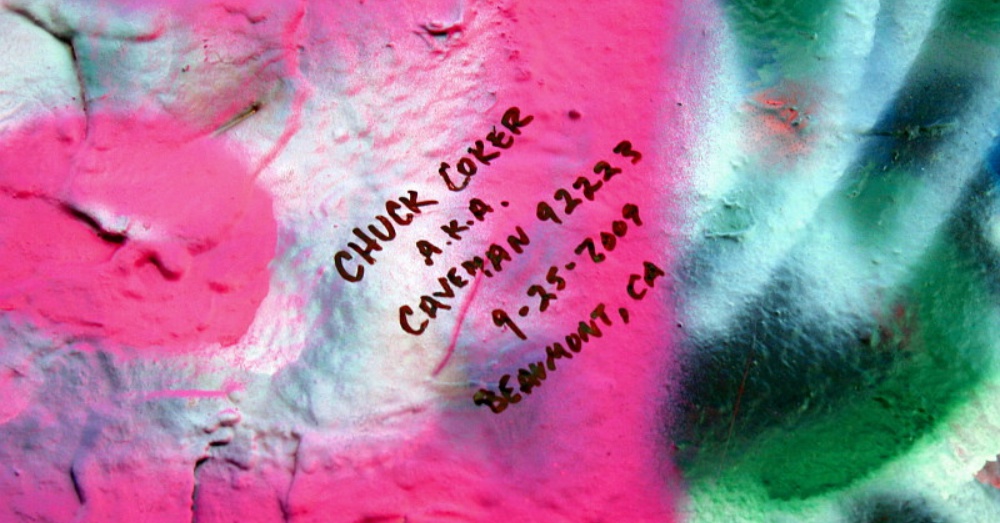 CHUCK COKER
A.K.A.
CAVEMAN 92223
9-25-2009
BEAUMONT, CA